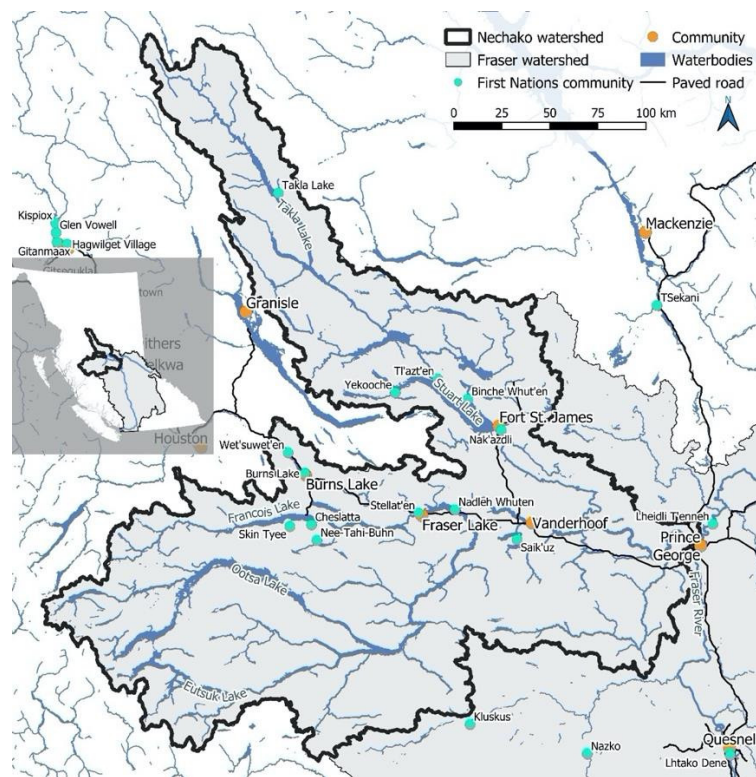 Nechako watershed
Fraser watershed
First Nations community
Community
Waterbodies
Paved road
0 25 50 75 100 km
N
Takla Lake
Takla Lake
Kispiox
Glen Vowell
Gitanmaax
Hagwilget Village
Mackenzie
TSekani
Granisle
Tl'azt'en
Yekooche
Binche Whut'en
Stuart Lake
Fort St. James
Nak'azdli
Houston
Wet'suwet'en
Burns Lake
Burns Lake
Francois Lake
Cheslatta
Skin Tyee
Nee-Tahi-Buhn
Stellat'en
Nadleh Whuten
Fraser Lake
Vanderhoof
Saik'uz
Lheidli T'enneh
Prince
George
Fraser River
Ootsa Lake
Eutsuk Lake
Kluskus
Nazko
Quesnel
Lhtako Dene